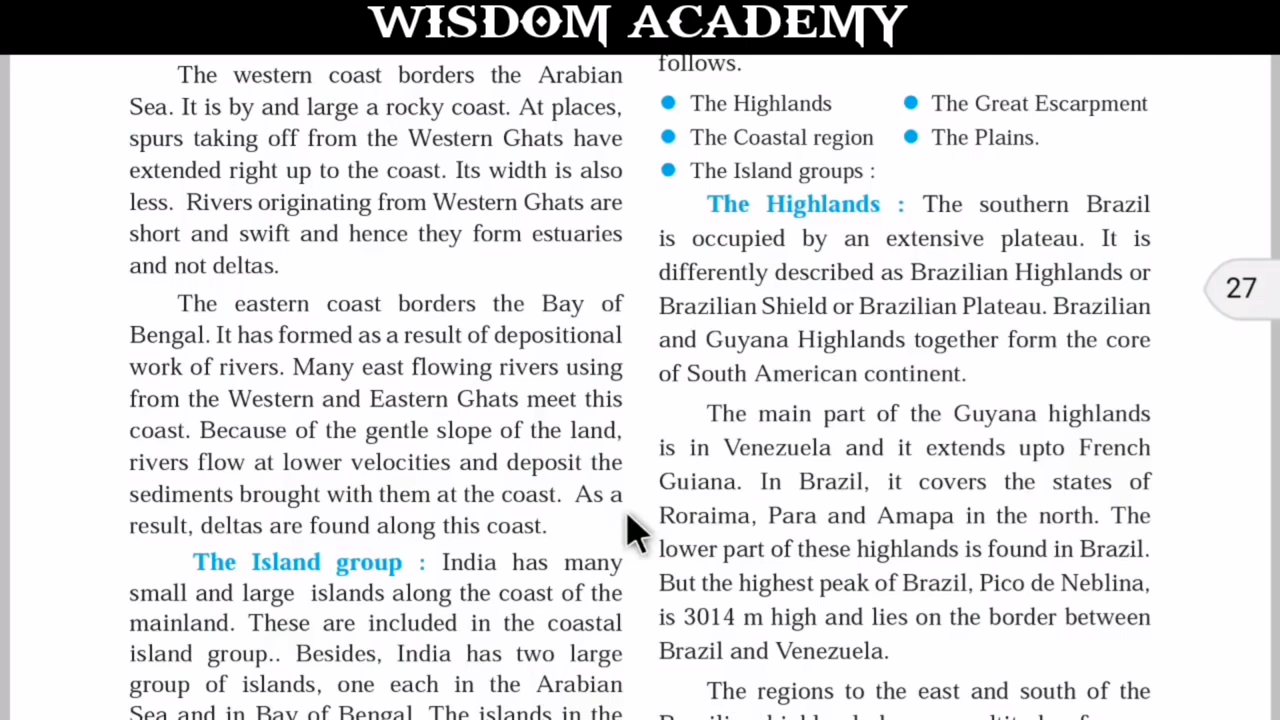 WISDOM ACADEMY
The western coast borders the Arabian
Sea. It is by and large a rocky coast. At places,
spurs taking off from the Western Ghats have
extended right up to the coast. Its width is also
less. Rivers originating from Western Ghats are
short and swift and hence they form estuaries
and not deltas.
The eastern coast borders the Bay of
Bengal. It has formed as a result of depositional
work of rivers. Many east flowing rivers using
from the Western and Eastern Ghats meet this
coast. Because of the gentle slope of the land,
rivers flow at lower velocities and deposit the
sediments brought with them at the coast. As a
result, deltas are found along this coast.
The Island group : India has many
small and large islands along the coast of the
mainland. These are included in the coastal
island group.. Besides, India has two large
group of islands, one each in the Arabian
Sea and in Bay of Bengal. The islands in the
follows.
The Highlands
The Great Escarpment
The Coastal region
The Plains.
The Island groups :
The Highlands : The southern Brazil
is occupied by an extensive plateau. It is
differently described as Brazilian Highlands or
Brazilian Shield or Brazilian Plateau. Brazilian
and Guyana Highlands together form the core
of South American continent.
The main part of the Guyana highlands
is in Venezuela and it extends upto French
Guiana. In Brazil, it covers the states of
Roraima, Para and Amapa in the north. The
lower part of these highlands is found in Brazil.
But the highest peak of Brazil, Pico de Neblina,
is 3014 m high and lies on the border between
Brazil and Venezuela.
The regions to the east and south of the
27